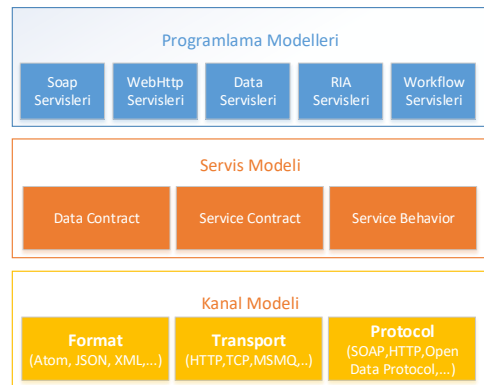 Programlama Modelleri
Soap
Servisleri
WebHttp
Servisleri
Data
Servisleri
RIA
Servisleri
Workflow
Servisleri
Servis Modeli
Data Contract
Service Contract
Service Behavior
Kanal Modeli
Format
(Atom, JSON, XML,...)
Transport
(HTTP,TCP,MSMQ,..)
Protocol
(SOAP,HTTP,Open
Data Protocol,...)